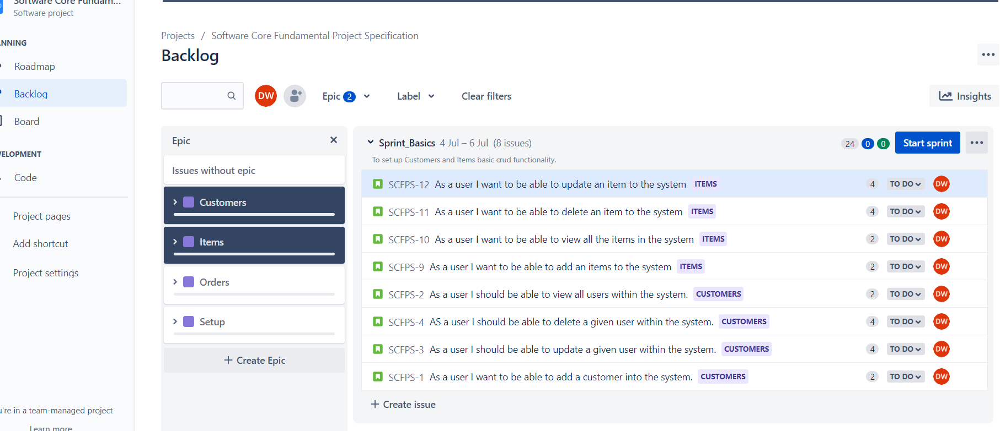 Software Core Fundam...
Software project
Projects / Software Core Fundamental Project Specification
Backlog
NNING
Roadmap
Backlog
Board
VELOPMENT
Code
Project pages
Add shortcut
Project settings
u're in a team-managed project
Learn more
DW
Epic 2
Label
Clear filters
Insights
Epic
Issues without epic
Customers
Items
Orders
Setup
+ Create Epic
Sprint_Basics 4 Jul – 6 Jul (8 issues)
24 0 0 Start sprint
To set up Customers and Items basic crud functionality.
SCFPS-12 As a user I want to be able to update an item to the system ITEMS 4 TO DO DW
SCFPS-11 As a user I want to be able to delete an item to the system ITEMS 4 TO DO DW
SCFPS-10 As a user I want to be able to view all the items in the system ITEMS 2 TO DO DW
SCFPS-9 As a user I want to be able to add an items to the system ITEMS 2 TO DO DW
SCFPS-2 As a user I should be able to view all users within the system. CUSTOMERS 2 TO DO DW
SCFPS-4 AS a user I should be able to delete a given user within the system. CUSTOMERS 4 TO DO DW
SCFPS-3 As a user I should be able to update a given user within the system. CUSTOMERS 4 TO DO DW
SCFPS-1 As a user I want to be able to add a customer into the system. CUSTOMERS 2 TO DO DW
+ Create issue